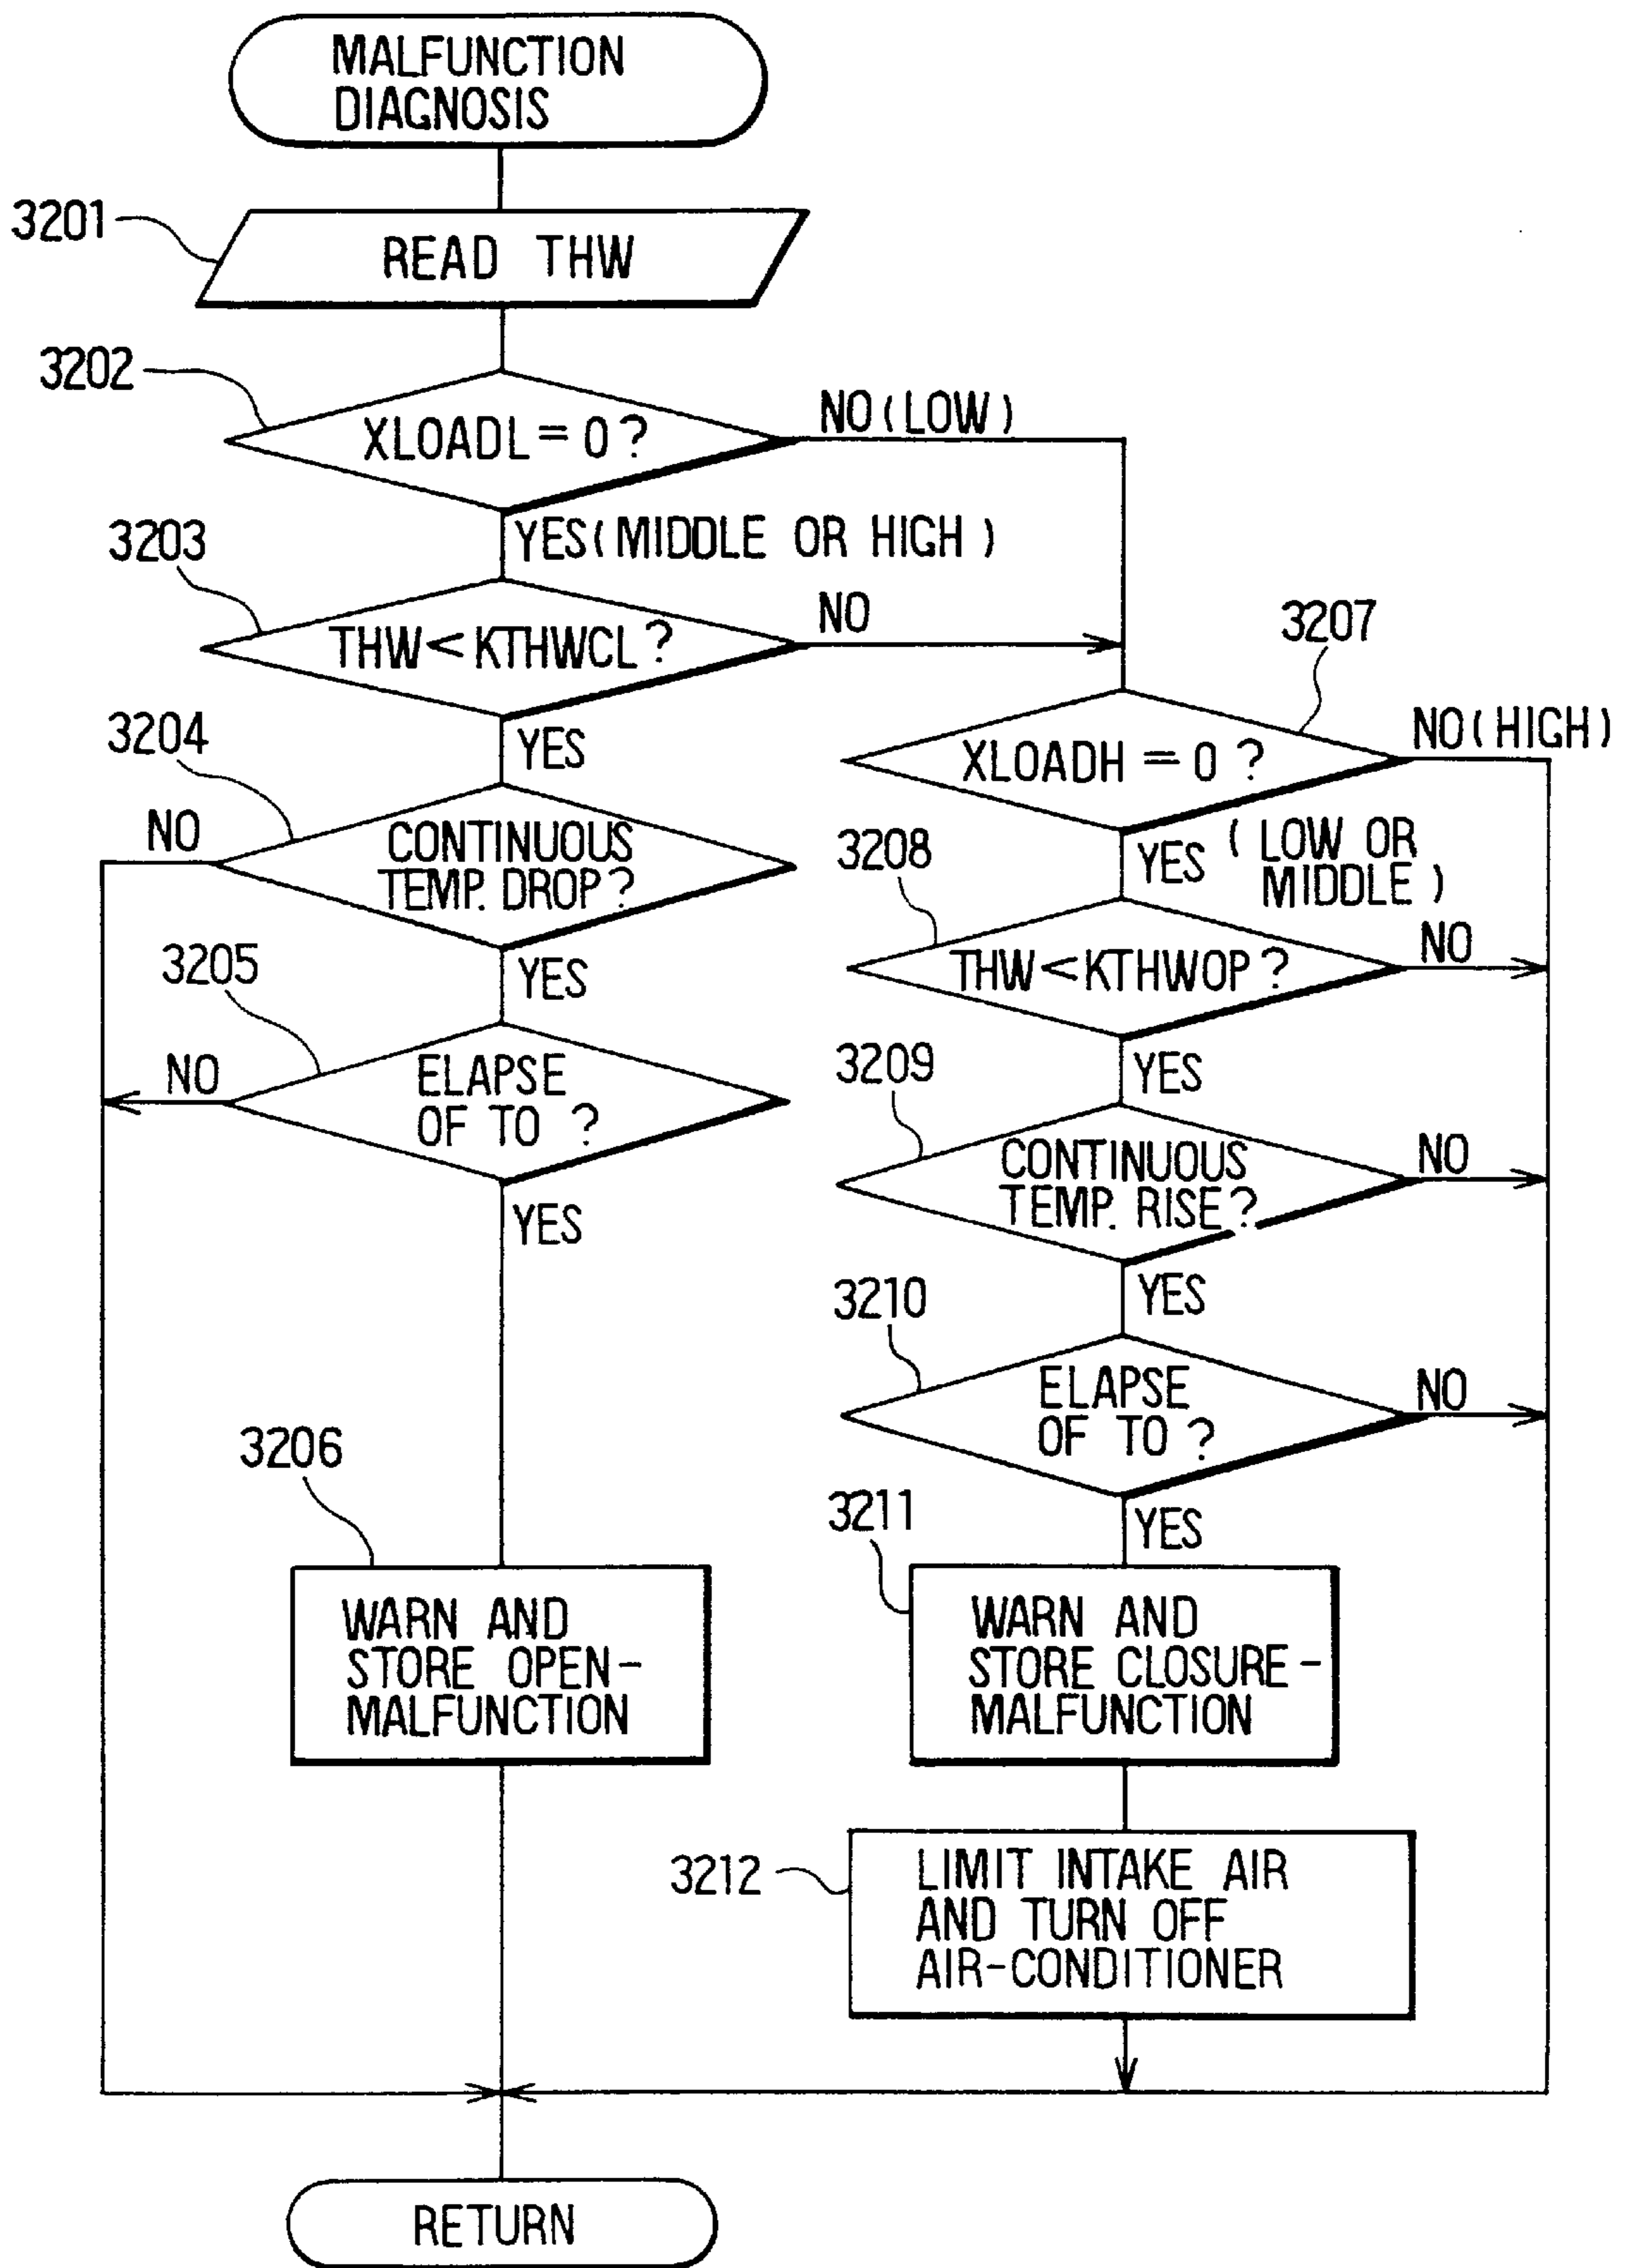 MALFUNCTION
DIAGNOSIS
3201
READ THW
3202
XLOADL = 0 ?
NO (LOW)
YES (MIDDLE OR HIGH)
3203
THW < KTHWCL ?
NO
YES
3204
CONTINUOUS
TEMP. DROP?
NO
YES
3205
ELAPSE
OF TO ?
NO
YES
3206
WARN AND
STORE OPEN-
MALFUNCTION
3207
XLOADH = 0 ?
NO (HIGH)
YES (LOW OR
MIDDLE)
3208
THW < KTHWOP ?
NO
YES
3209
CONTINUOUS
TEMP. RISE?
NO
YES
3210
ELAPSE
OF TO ?
NO
YES
3211
WARN AND
STORE CLOSURE-
MALFUNCTION
3212
LIMIT INTAKE AIR
AND TURN OFF
AIR-CONDITIONER
RETURN